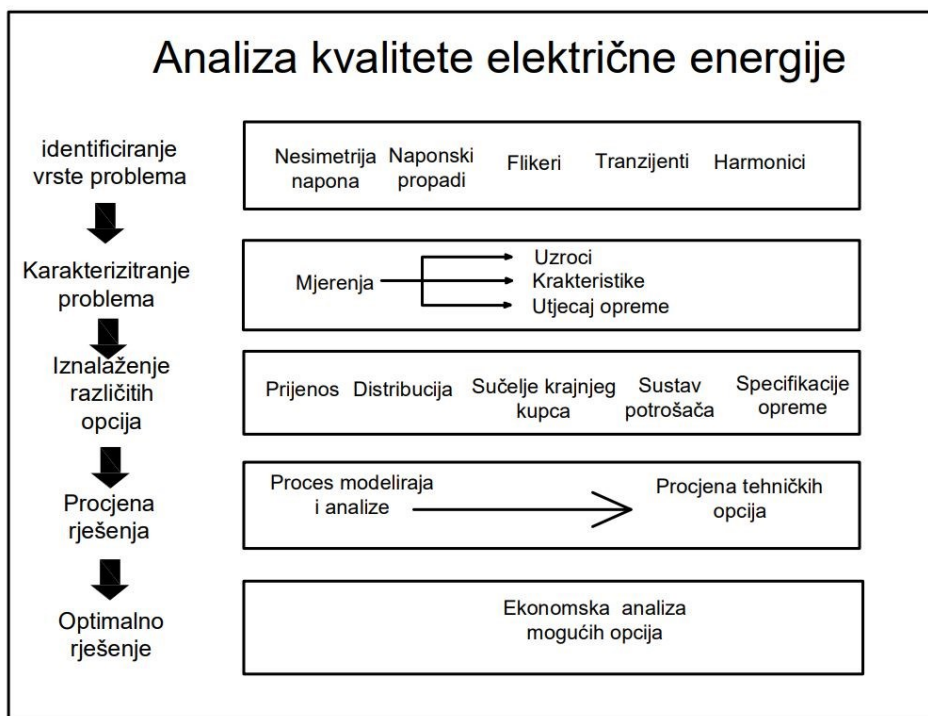 Analiza kvalitete električne energije
identificiranje
vrste problema
Nesimetrija
napona
Naponski
propadi
Flikeri
Tranzijenti
Harmonici
Karakterizitranje
problema
Mjerenja
Uzroci
Krakteristike
Utjecaj opreme
Iznalaženje
različitih
opcija
Prijenos
Distribucija
Sučelje krajnjeg
kupca
Sustav
potrošača
Specifikacije
opreme
Procjena
rješenja
Proces modeliraja
i analize
Procjena tehničkih
opcija
Optimalno
rješenje
Ekonomska analiza
mogućih opcija